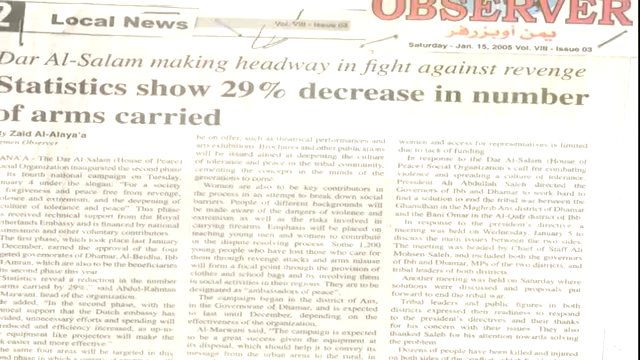 2
Local News
Vol. VIII - Issue 03
OBSERVER
يمن أوبزرفر
Saturday - Jan. 15, 2005 Vol. VIII - Issue 03
Dar Al-Salam making headway in fight against revenge
Statistics show 29% decrease in number
of arms carried
By Zaid Al-Alaya'a
Yemen Observer
SANA'A - The Dar Al-Salam (House of Peace)
Social Organization inaugurated the second phase
its fourth national campaign on Tuesday,
under the slogan: "For a society
forgiveness and peace free from revenge,
violence and extremism, and the deepening of
culture of tolerance and peace". This phase
received technical support from the Royal
Netherlands Embassy and is financed by national
and other voluntary contributors.
The first phase, which took place last January
December, earned the approval of the four
targeted governorates of Dhamar, Al-Beidha, Ibb
which are also to be the beneficiaries
its second phase this year.
"Statistics reveal a reduction in the number
arms carried by 29%," said Abdul-Rahman
Marwani, head of the organization.
He added, "In the second phase, with the
support that the Dutch embassy has
unnecessary efforts and spending will
reduced and efficiency increased, as
equipment like projectors will make the
easier and more effective."
The same four areas will be targeted in this
be on offer, such as theatrical performances and
arts exhibitions. Brochures and other publications
will be issued aimed at deepening the culture
of tolerance and peace in the tribal community,
cementing the concepts in the minds of the
generations to come.
Women are also to be key contributors in
the process in an attempt to break down social
barriers. People of different backgrounds will
be made aware of the dangers of violence and
extremism as well as the risks involved in
carrying firearms. Emphasis will be placed on
teaching young men and women to contribute
in the dispute resolving process. Some 1,200
young people who have lost those who care for
them through revenge attacks and arms misuse
will form a focal point through the provision of
clothes and school bags and by involving them
in social activities in their regions. They are to be
designated as "ambassadors of peace".
The campaign began in the district of Ans,
in the Governorate of Dhamar, and is expected
to last until December, depending on the
effectiveness of the organization.
Al-Marwani said, "The campaign is expected
to be a great success given the equipment at
its disposal, which should help is to convey its
message from the urban areas to the rural, in
women and access for representatives is limited
due to lack of funding.
In response to the Dar Al-Salam (House of
Peace) Social Organization's call for combating
violence and spreading a culture of tolerance
President Ali Abdullah Saleh directed the
Governors of Ibb and Dhamar to work hard to
find a solution to end the tribal war between the
in the Maghrib Ans district of Dhamar
and the Bani Omar in the Al-Qafr district of Ibb.
In response to the president's directive a
meeting was held on Wednesday, January 5 to
discuss the main issues between the two sides.
The meeting was headed by Chief of Staff Ali
Mohsen Saleh, and included both the governors
of Ibb and Dhamar, MPs of the two districts, and
tribal leaders of both districts.
Another meeting was held on Saturday where
solutions were discussed and proposals put
forward to end the tribal war.
Tribal leaders and public figures in both
districts expressed their readiness to respond
to the president's directives and their thanks
for his concern with their issues. They also
thanked Saleh for his attention towards solving
the problem.
Dozens of people have been killed and injured